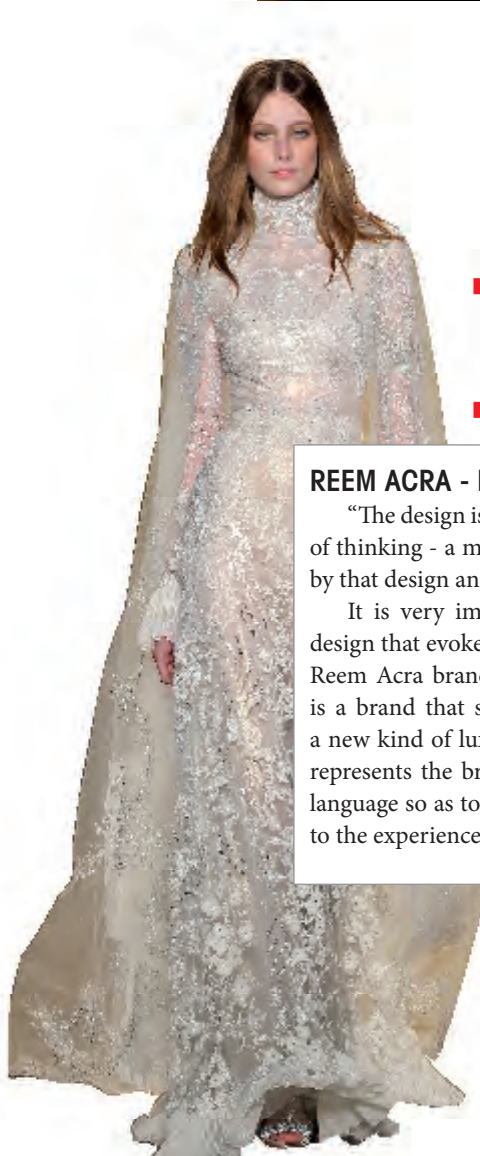 REEM ACRA -
“The design is
of thinking - a m
by that design an
It is very im
design that evoke
Reem Acra bran
is a brand that s
a new kind of lu
represents the br
language so as to
to the experience